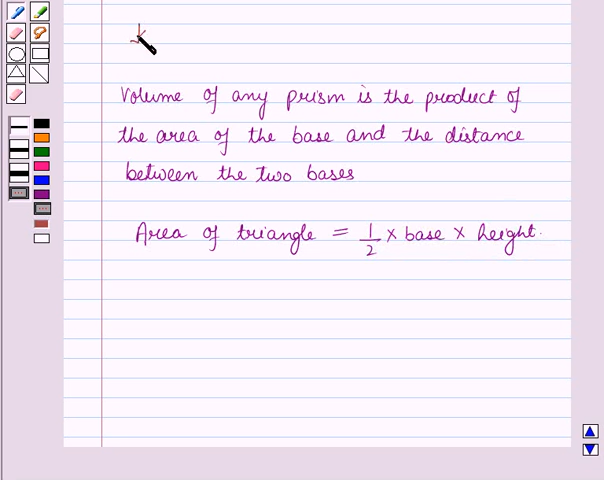 Volume of any prism is the product of
the area of the base and the distance
between the two bases
Area of triangle = 1/2 × base × height.